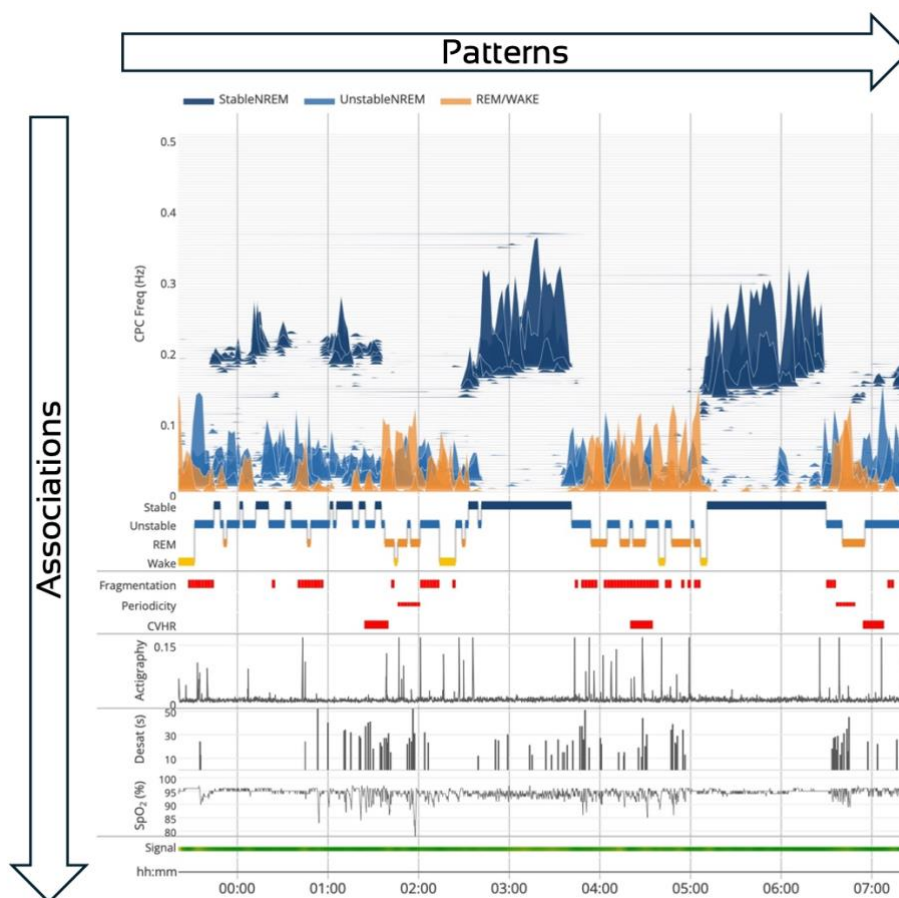 Patterns
StableNREM UnstableNREM REM/WAKE
Associations
CPC Freq (Hz)
0.5
0.4
0.3
0.2
0.1
0
Stable
Unstable
REM
Wake
Fragmentation
Periodicity
CVHR
Actigraphy
0.15
0
Desat (s)
50
30
10
SpO2 (%)
100
95
90
85
80
Signal
hh:mm
00:00 01:00 02:00 03:00 04:00 05:00 06:00 07:00